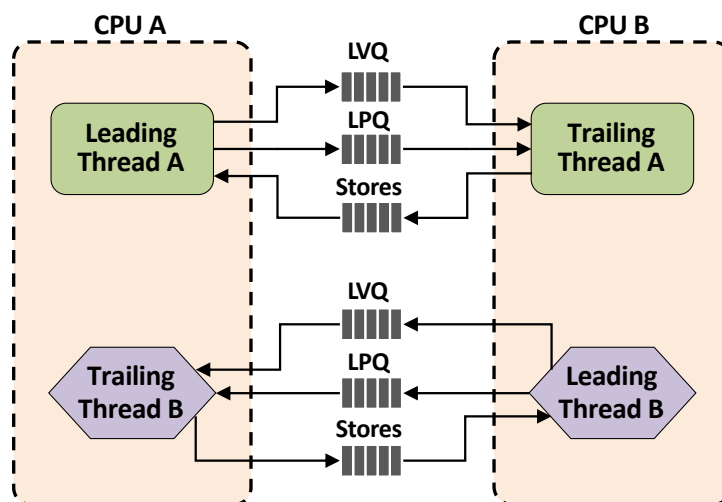 CPU A
CPU B
LVQ
Leading
Thread A
LPQ
Trailing
Thread A
Stores
LVQ
Trailing
Thread B
LPQ
Leading
Thread B
Stores